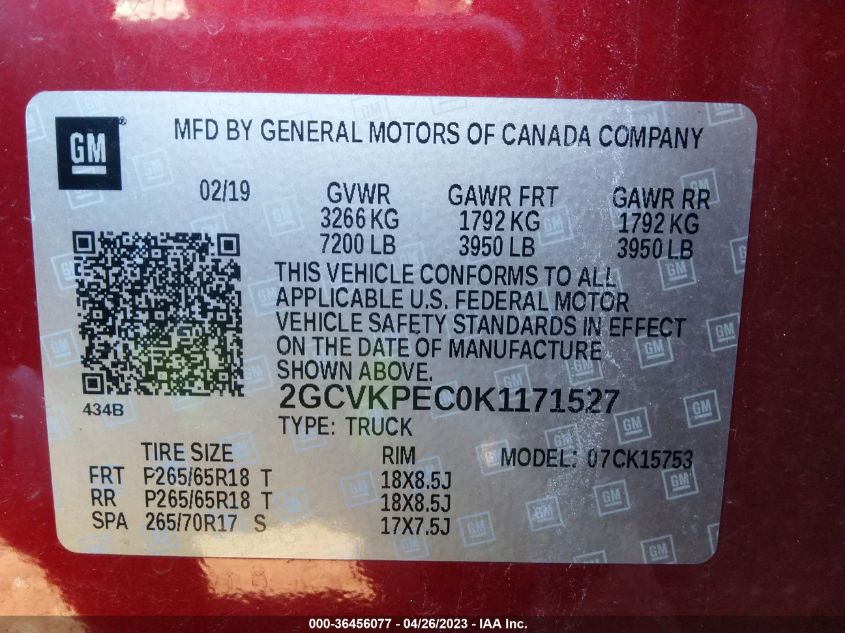 GM
MFD BY GENERAL MOTORS OF CANADA COMPANY
02/19 GVWR GAWR FRT GAWR RR
3266 KG 1792 KG 1792 KG
7200 LB 3950 LB 3950 LB
THIS VEHICLE CONFORMS TO ALL
APPLICABLE U.S. FEDERAL MOTOR
VEHICLE SAFETY STANDARDS IN EFFECT
ON THE DATE OF MANUFACTURE
SHOWN ABOVE.
434B
2GCVKPEC0K1171527
TYPE: TRUCK
TIRE SIZE RIM MODEL: 07CK15753
FRT P265/65R18 T 18X8.5J
RR P265/65R18 T 18X8.5J
SPA 265/70R17 S 17X7.5J
000-36456077 - 04/26/2023 - IAA Inc.